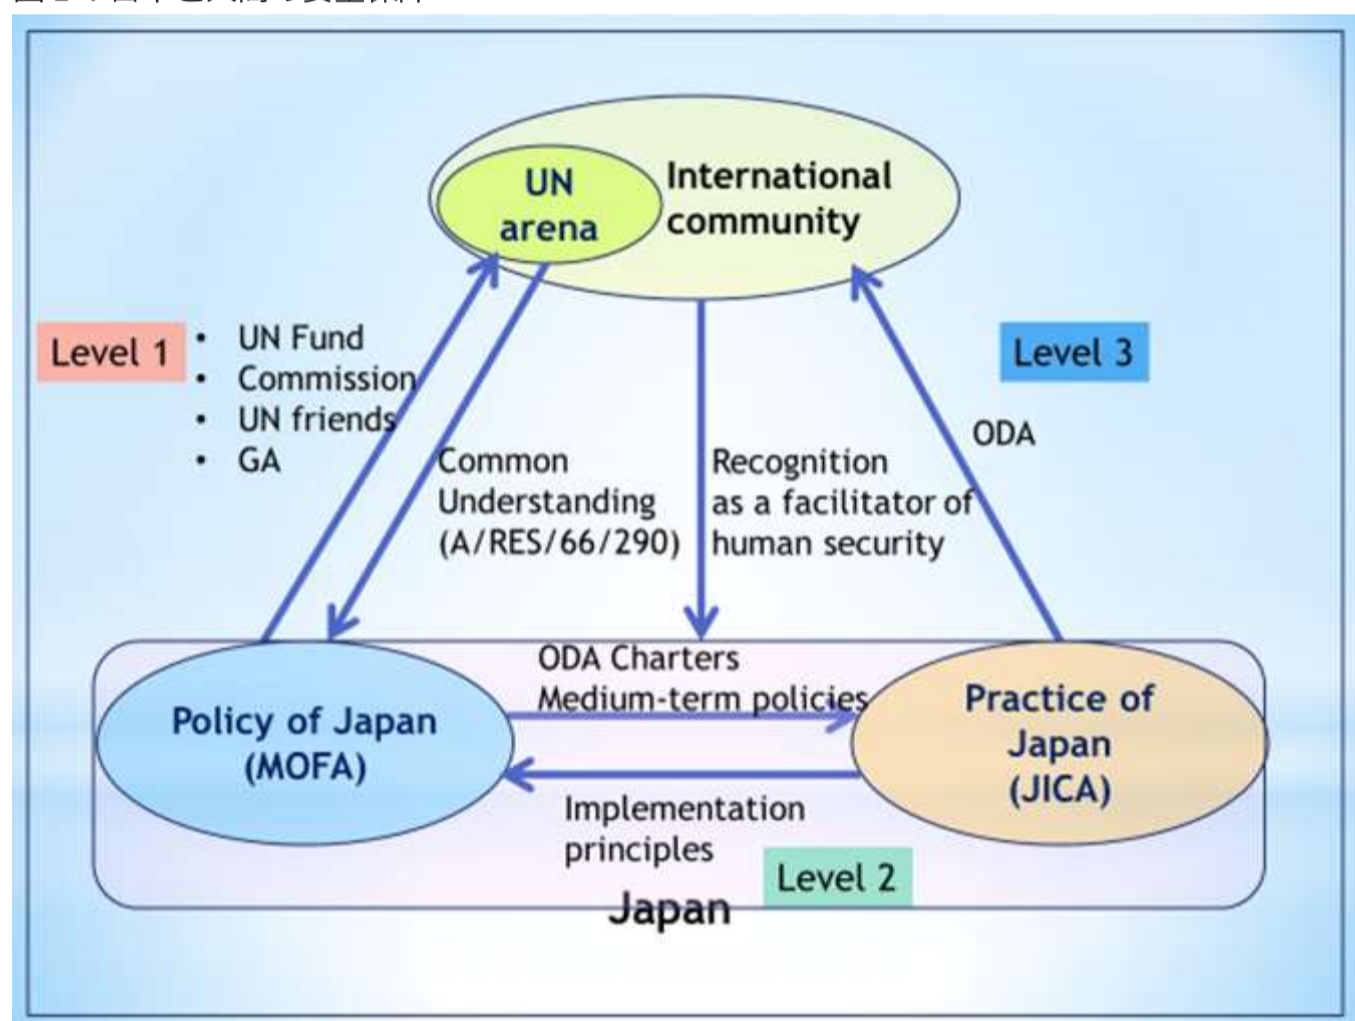 UN
arena
International
community
Level 1
• UN Fund
• Commission
• UN friends
• GA
Level 3
ODA
Common
Understanding
(A/RES/66/290)
Recognition
as a facilitator of
human security
ODA Charters
Medium-term policies
Policy of Japan
(MOFA)
Practice of
Japan
(JICA)
Implementation
principles
Level 2
Japan